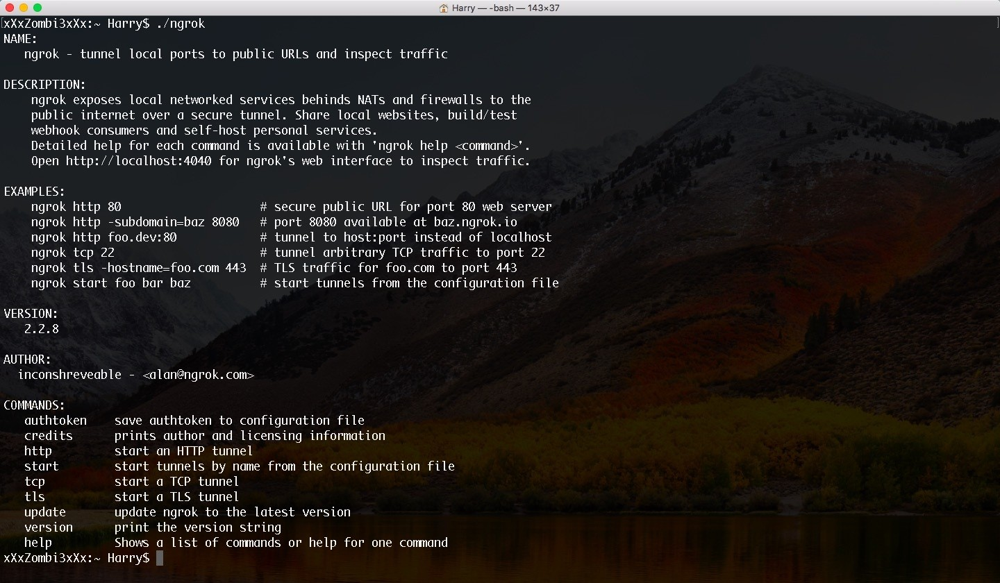 Harry — -bash — 143×37
[xXxZombi3xXx:~ Harry$ ./ngrok ]
NAME:
   ngrok - tunnel local ports to public URLs and inspect traffic

DESCRIPTION:
    ngrok exposes local networked services behinds NATs and firewalls to the
    public internet over a secure tunnel. Share local websites, build/test
    webhook consumers and self-host personal services.
    Detailed help for each command is available with 'ngrok help <command>'.
    Open http://localhost:4040 for ngrok's web interface to inspect traffic.

EXAMPLES:
    ngrok http 80                    # secure public URL for port 80 web server
    ngrok http -subdomain=baz 8080   # port 8080 available at baz.ngrok.io
    ngrok http foo.dev:80            # tunnel to host:port instead of localhost
    ngrok tcp 22                     # tunnel arbitrary TCP traffic to port 22
    ngrok tls -hostname=foo.com 443  # TLS traffic for foo.com to port 443
    ngrok start foo bar baz          # start tunnels from the configuration file

VERSION:
   2.2.8

AUTHOR:
  inconshreveable - <alan@ngrok.com>

COMMANDS:
   authtoken    save authtoken to configuration file
   credits      prints author and licensing information
   http         start an HTTP tunnel
   start        start tunnels by name from the configuration file
   tcp          start a TCP tunnel
   tls          start a TLS tunnel
   update       update ngrok to the latest version
   version      print the version string
   help         Shows a list of commands or help for one command
xXxZombi3xXx:~ Harry$